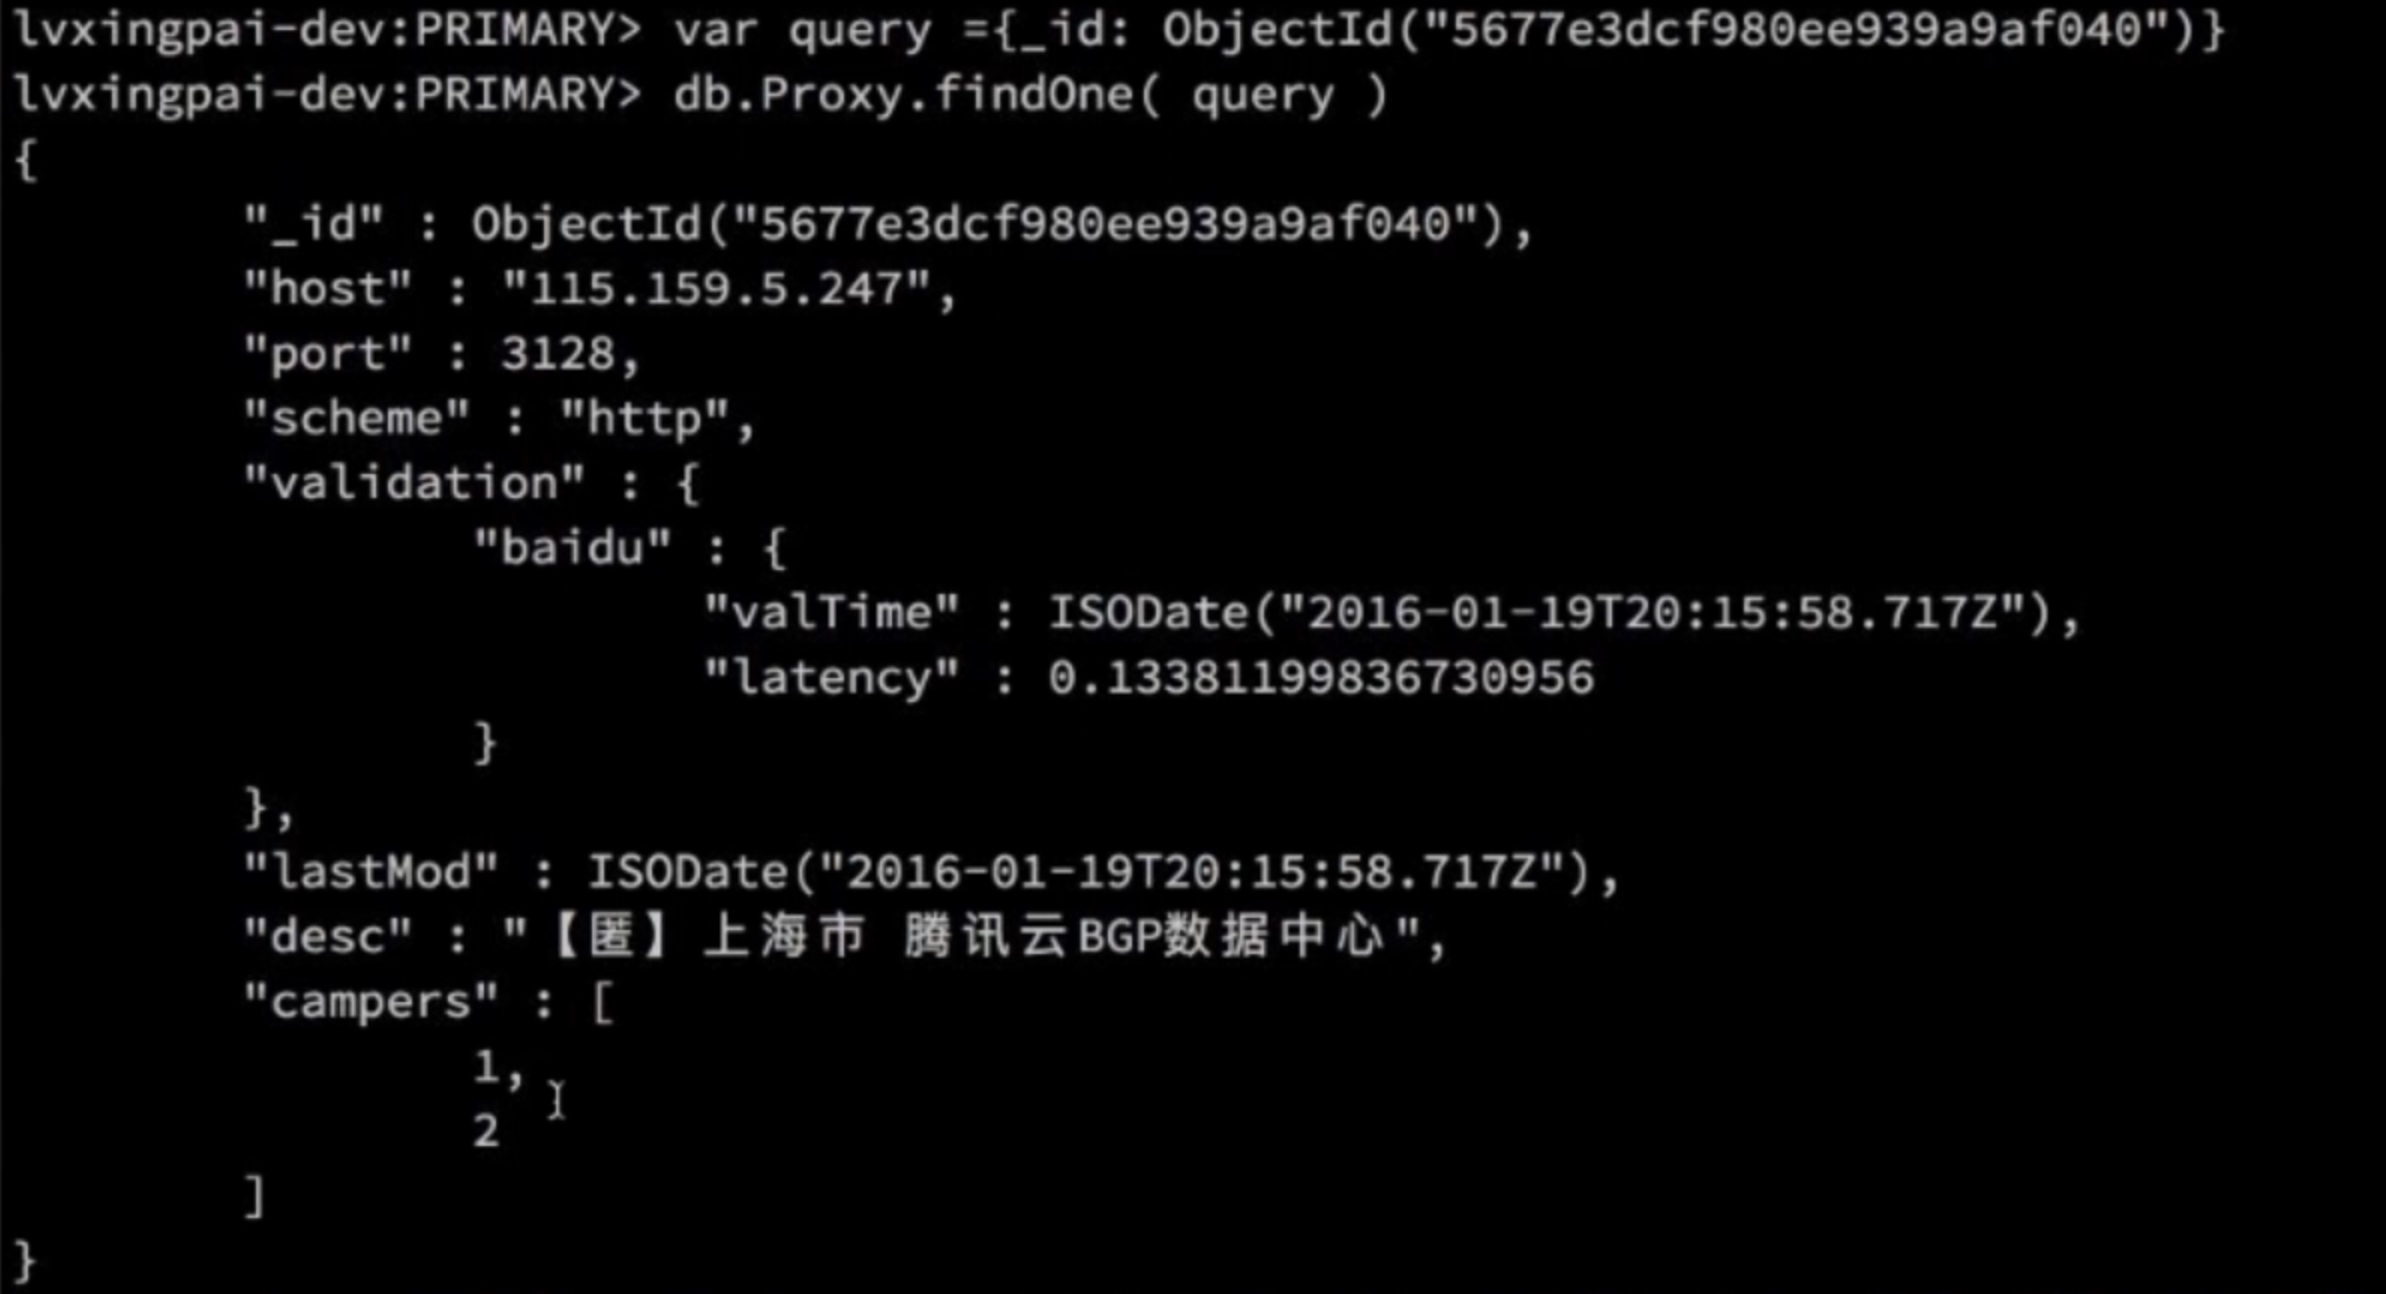 lvxingpai-dev:PRIMARY> var query ={_id: ObjectId("5677e3dcf980ee939a9af040")}
lvxingpai-dev:PRIMARY> db.Proxy.findOne( query )
{
"_id" : ObjectId("5677e3dcf980ee939a9af040"),
"host" : "115.159.5.247",
"port" : 3128,
"scheme" : "http",
"validation" : {
"baidu" : {
"valTime" : ISODate("2016-01-19T20:15:58.717Z"),
"latency" : 0.13381199836730956
}
},
"lastMod" : ISODate("2016-01-19T20:15:58.717Z"),
"desc" : "【匿】上海市 腾讯云BGP数据中心",
"campers" : [
1,
2
]
}